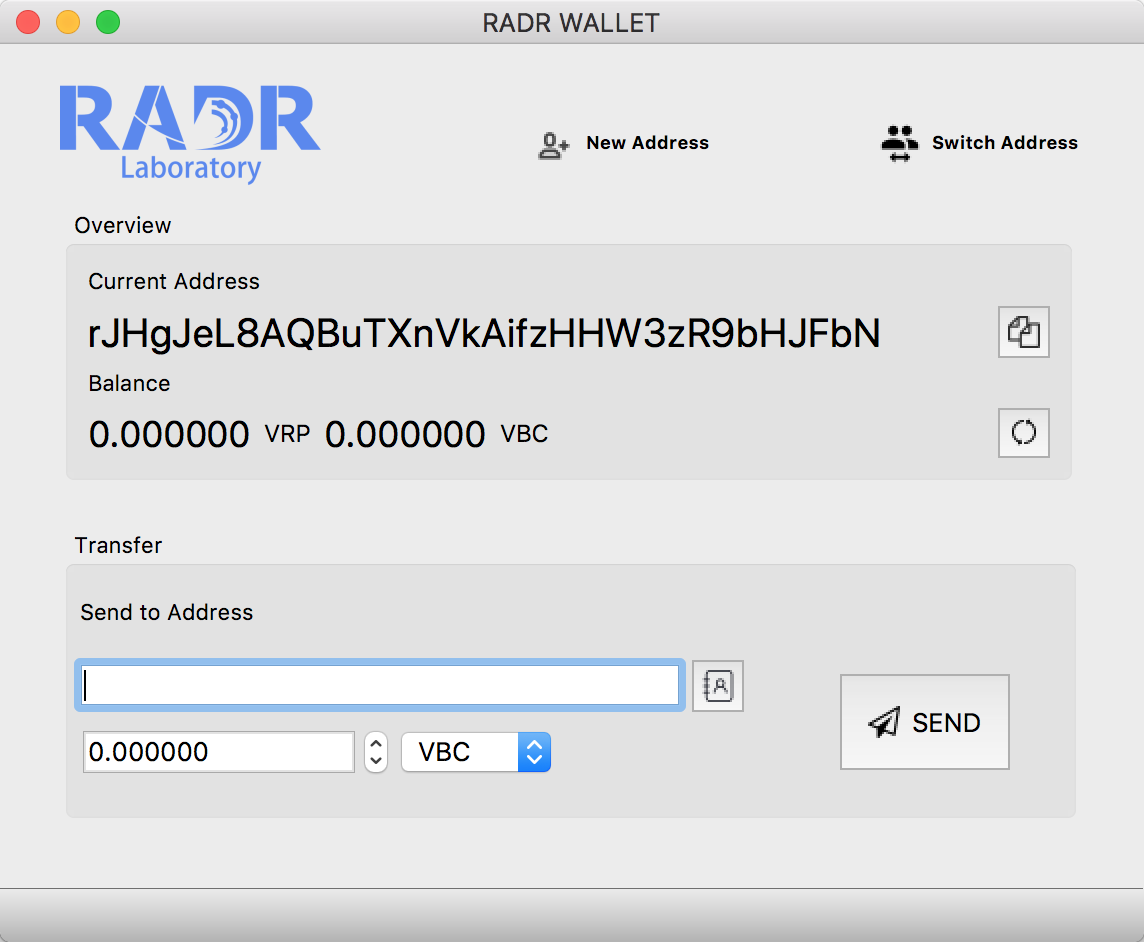 RADR WALLET
RADR
Laboratory
New Address
Switch Address
Overview
Current Address
rJHgJeL8AQBuTXnVkAifzHHW3zR9bHJFbN
Balance
0.000000 VRP 0.000000 VBC
Transfer
Send to Address
SEND
0.000000
VBC